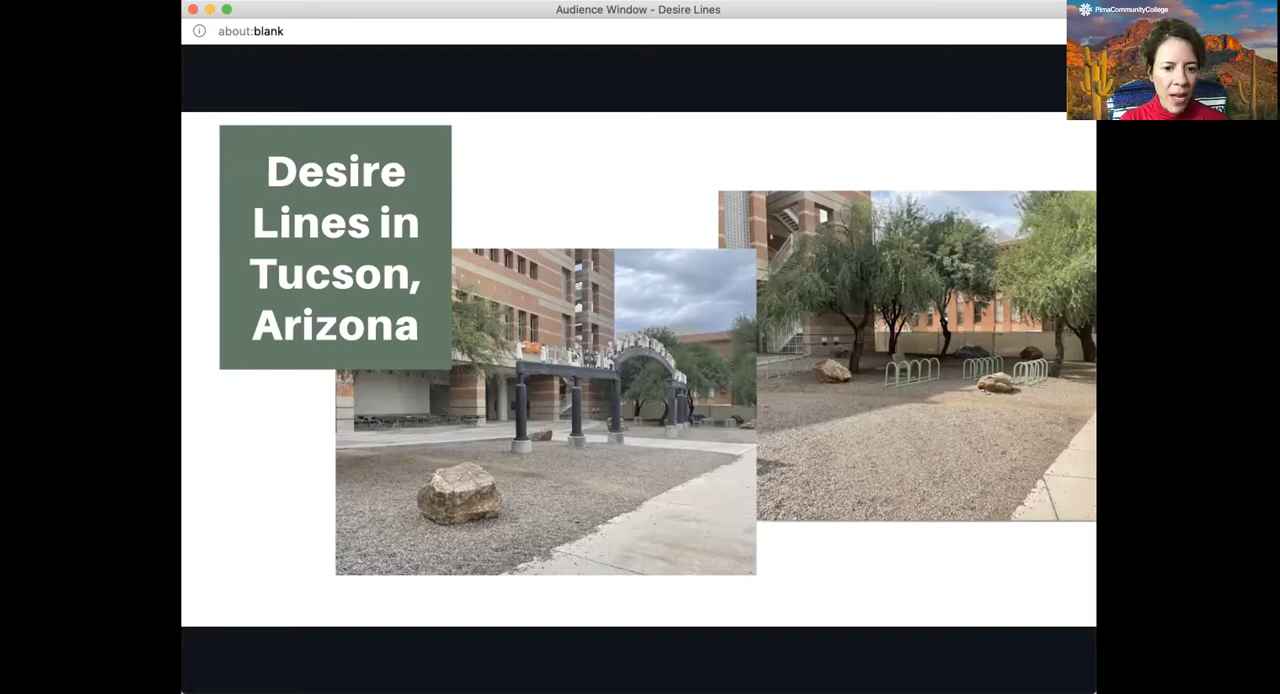 Audience Window - Desire Lines
about:blank
PimaCommunityCollege
Desire
Lines in
Tucson,
Arizona